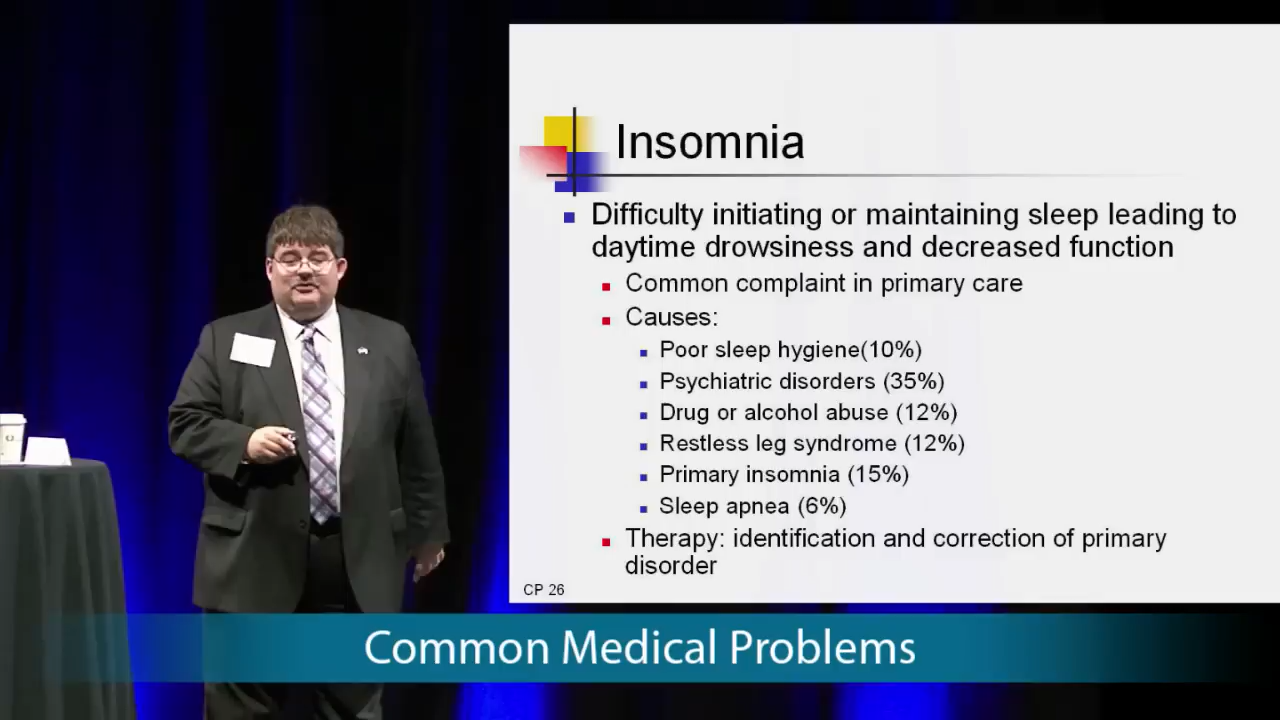 Insomnia
Difficulty initiating or maintaining sleep leading to
daytime drowsiness and decreased function
Common complaint in primary care
Causes:
Poor sleep hygiene(10%)
Psychiatric disorders (35%)
Drug or alcohol abuse (12%)
Restless leg syndrome (12%)
Primary insomnia (15%)
Sleep apnea (6%)
Therapy: identification and correction of primary
disorder
CP 26
Common Medical Problems